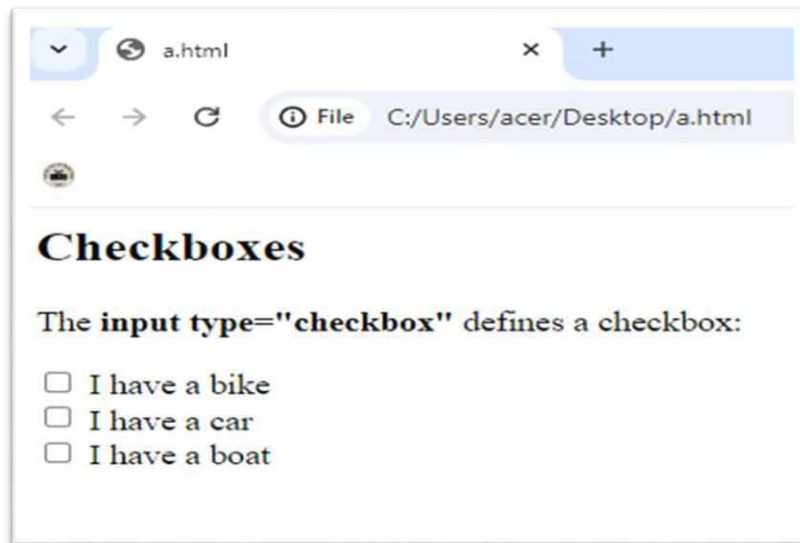 a.html
File C:/Users/acer/Desktop/a.html
Checkboxes
The input type="checkbox" defines a checkbox:
I have a bike
I have a car
I have a boat